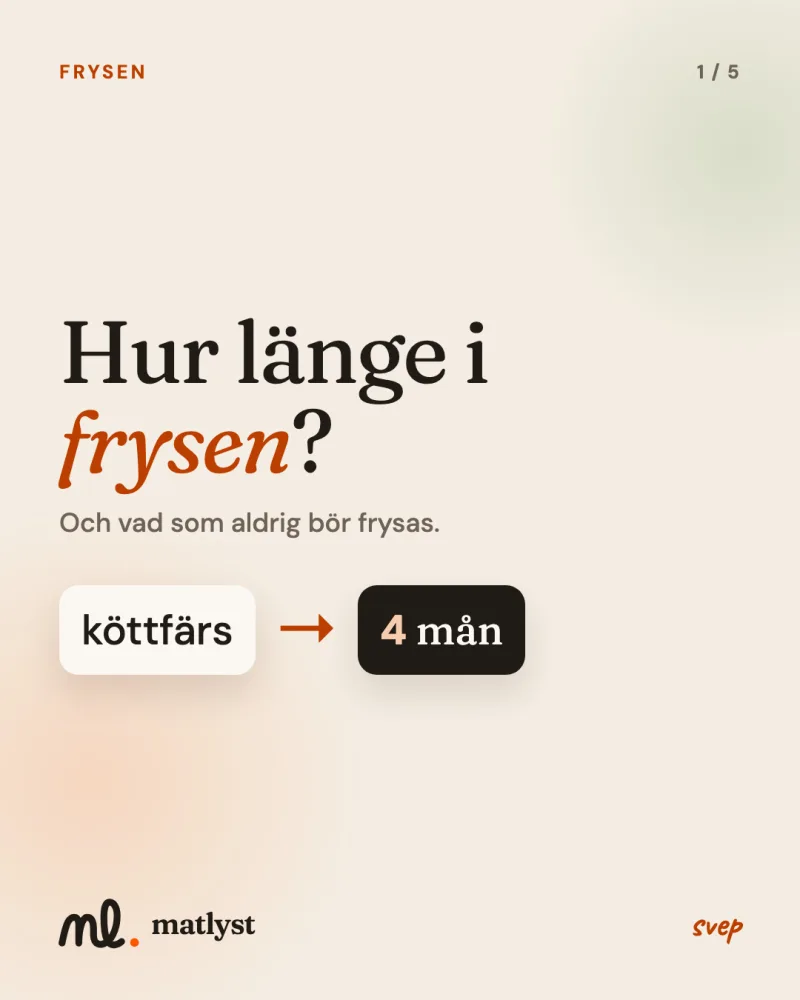 FRYSEN
1 / 5
Hur länge i
frysen?
Och vad som aldrig bör frysas.
köttfärs → 4 mån
ml. matlyst
svep